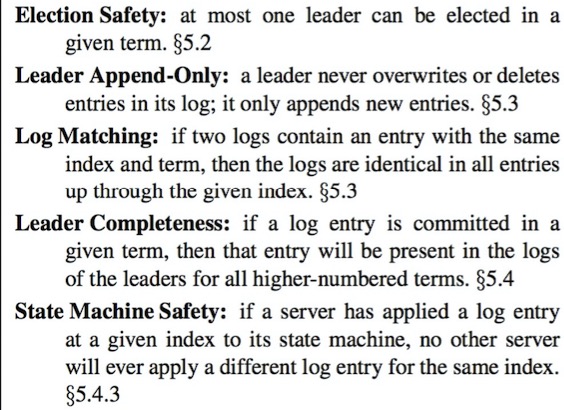 Election Safety: at most one leader can be elected in a
given term. §5.2
Leader Append-Only: a leader never overwrites or deletes
entries in its log; it only appends new entries. §5.3
Log Matching: if two logs contain an entry with the same
index and term, then the logs are identical in all entries
up through the given index. §5.3
Leader Completeness: if a log entry is committed in a
given term, then that entry will be present in the logs
of the leaders for all higher-numbered terms. §5.4
State Machine Safety: if a server has applied a log entry
at a given index to its state machine, no other server
will ever apply a different log entry for the same index.
§5.4.3